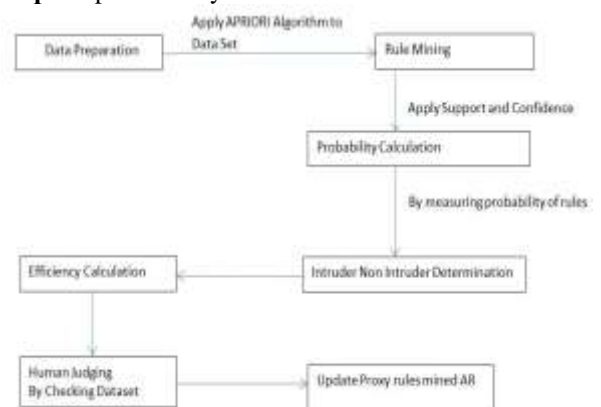 Apply APRIORI Algorithm to
Data Set
Data Preparation
Rule Mining
Apply Support and Confidence
Probability Calculation
By measuring probability of rules
Efficiency Calculation
Intruder Non Intruder Determination
Human Judging
By Checking Dataset
Update Proxy rules mined AR